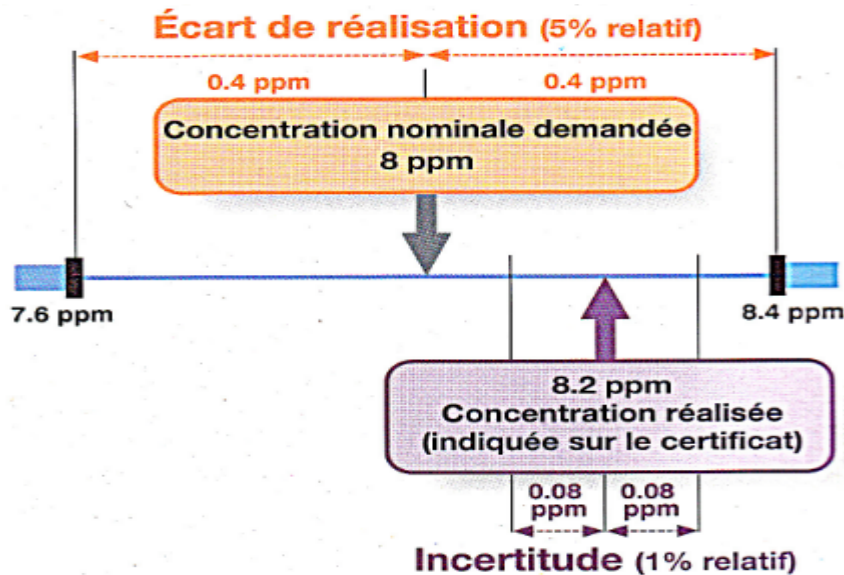 Écart de réalisation (5% relatif)
0.4 ppm 0.4 ppm
Concentration nominale demandée
8 ppm
7.6 ppm 8.4 ppm
8.2 ppm
Concentration réalisée
(indiquée sur le certificat)
0.08 0.08
ppm ppm
Incertitude (1% relatif)